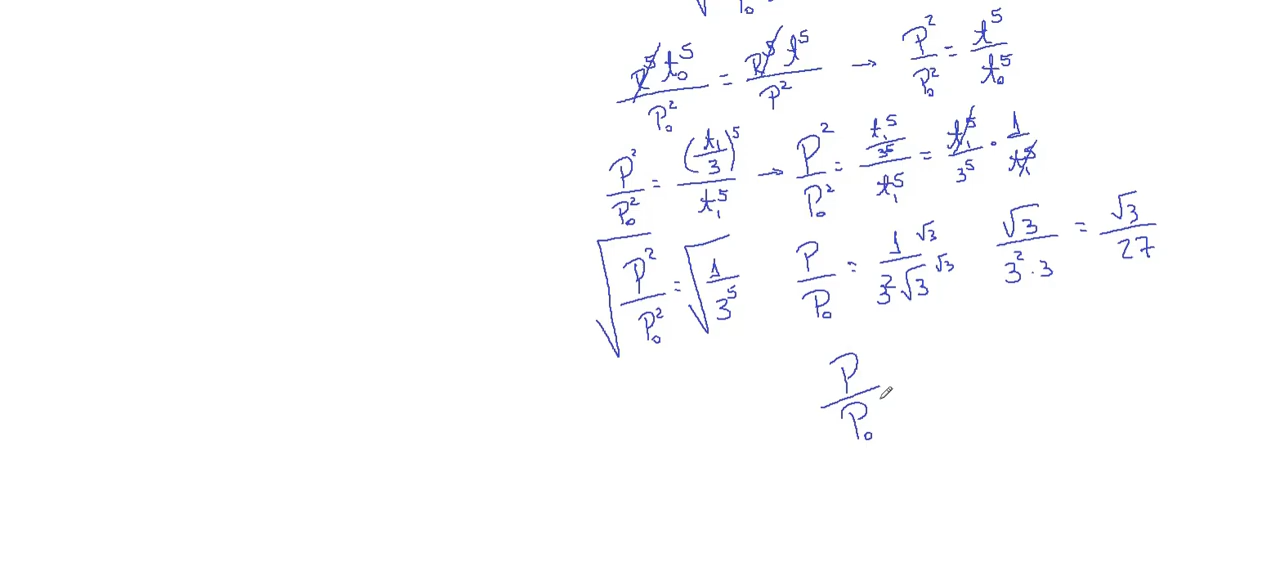 √ P₀
R⁵t₀⁵/P₀² = R⁵t⁵/P² → P²/P₀² = t⁵/t₀⁵
P²/P₀² = (t₁/3)⁵/t₁⁵ → P²/P₀² = (t₁⁵/3⁵)/t₁⁵ = t₁⁵/3⁵ · 1/t₁⁵
√(P²/P₀²) = √(1/3⁵) P/P₀ = 1√3/(3²√3√3) √3/(3²·3) = √3/27
P/P₀